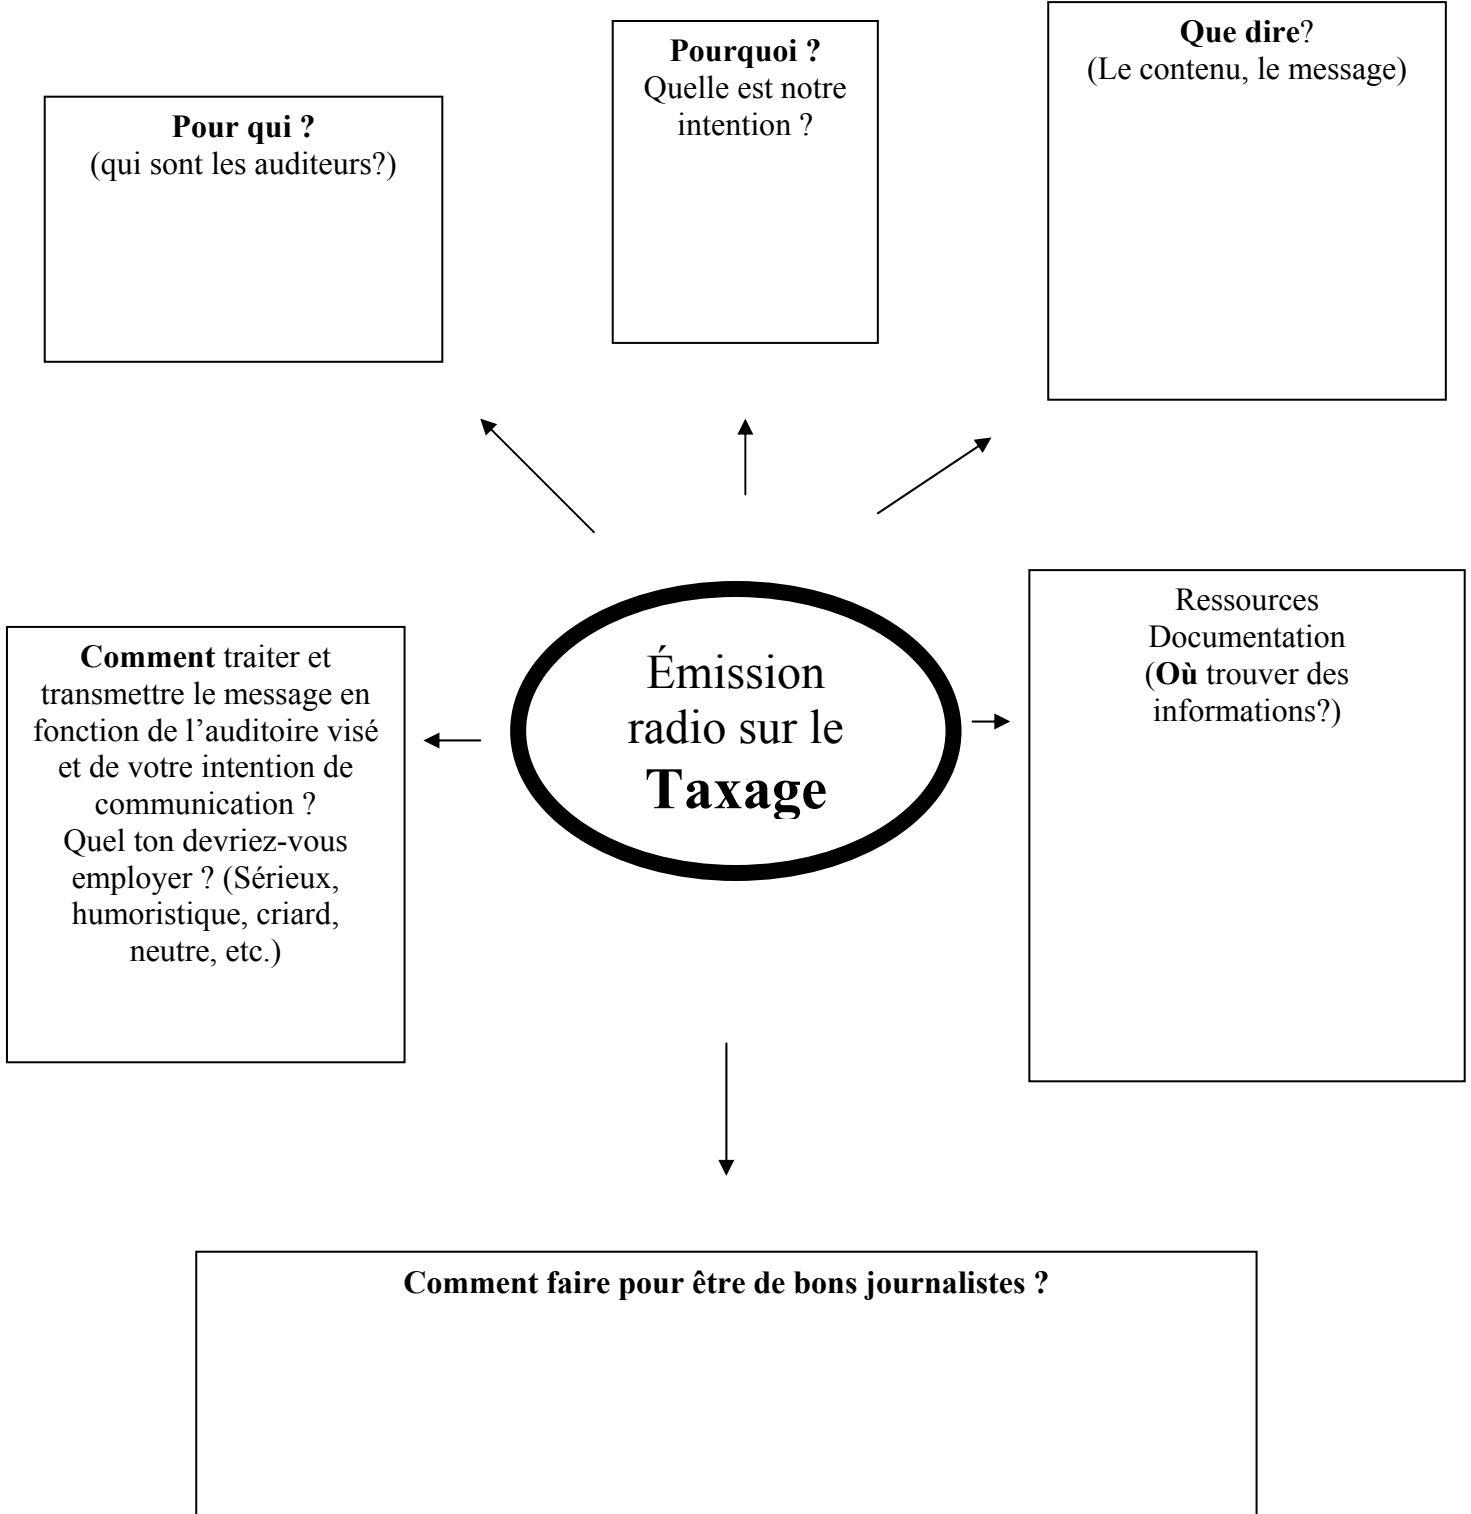 Pour qui ?
(qui sont les auditeurs?)
Pourquoi ?
Quelle est notre
intention ?
Que dire?
(Le contenu, le message)
Comment traiter et
transmettre le message en
fonction de l’auditoire visé
et de votre intention de
communication ?
Quel ton devriez-vous
employer ? (Sérieux,
humoristique, criard,
neutre, etc.)
Émission
radio sur le
Taxage
Ressources
Documentation
(Où trouver des
informations?)
Comment faire pour être de bons journalistes ?